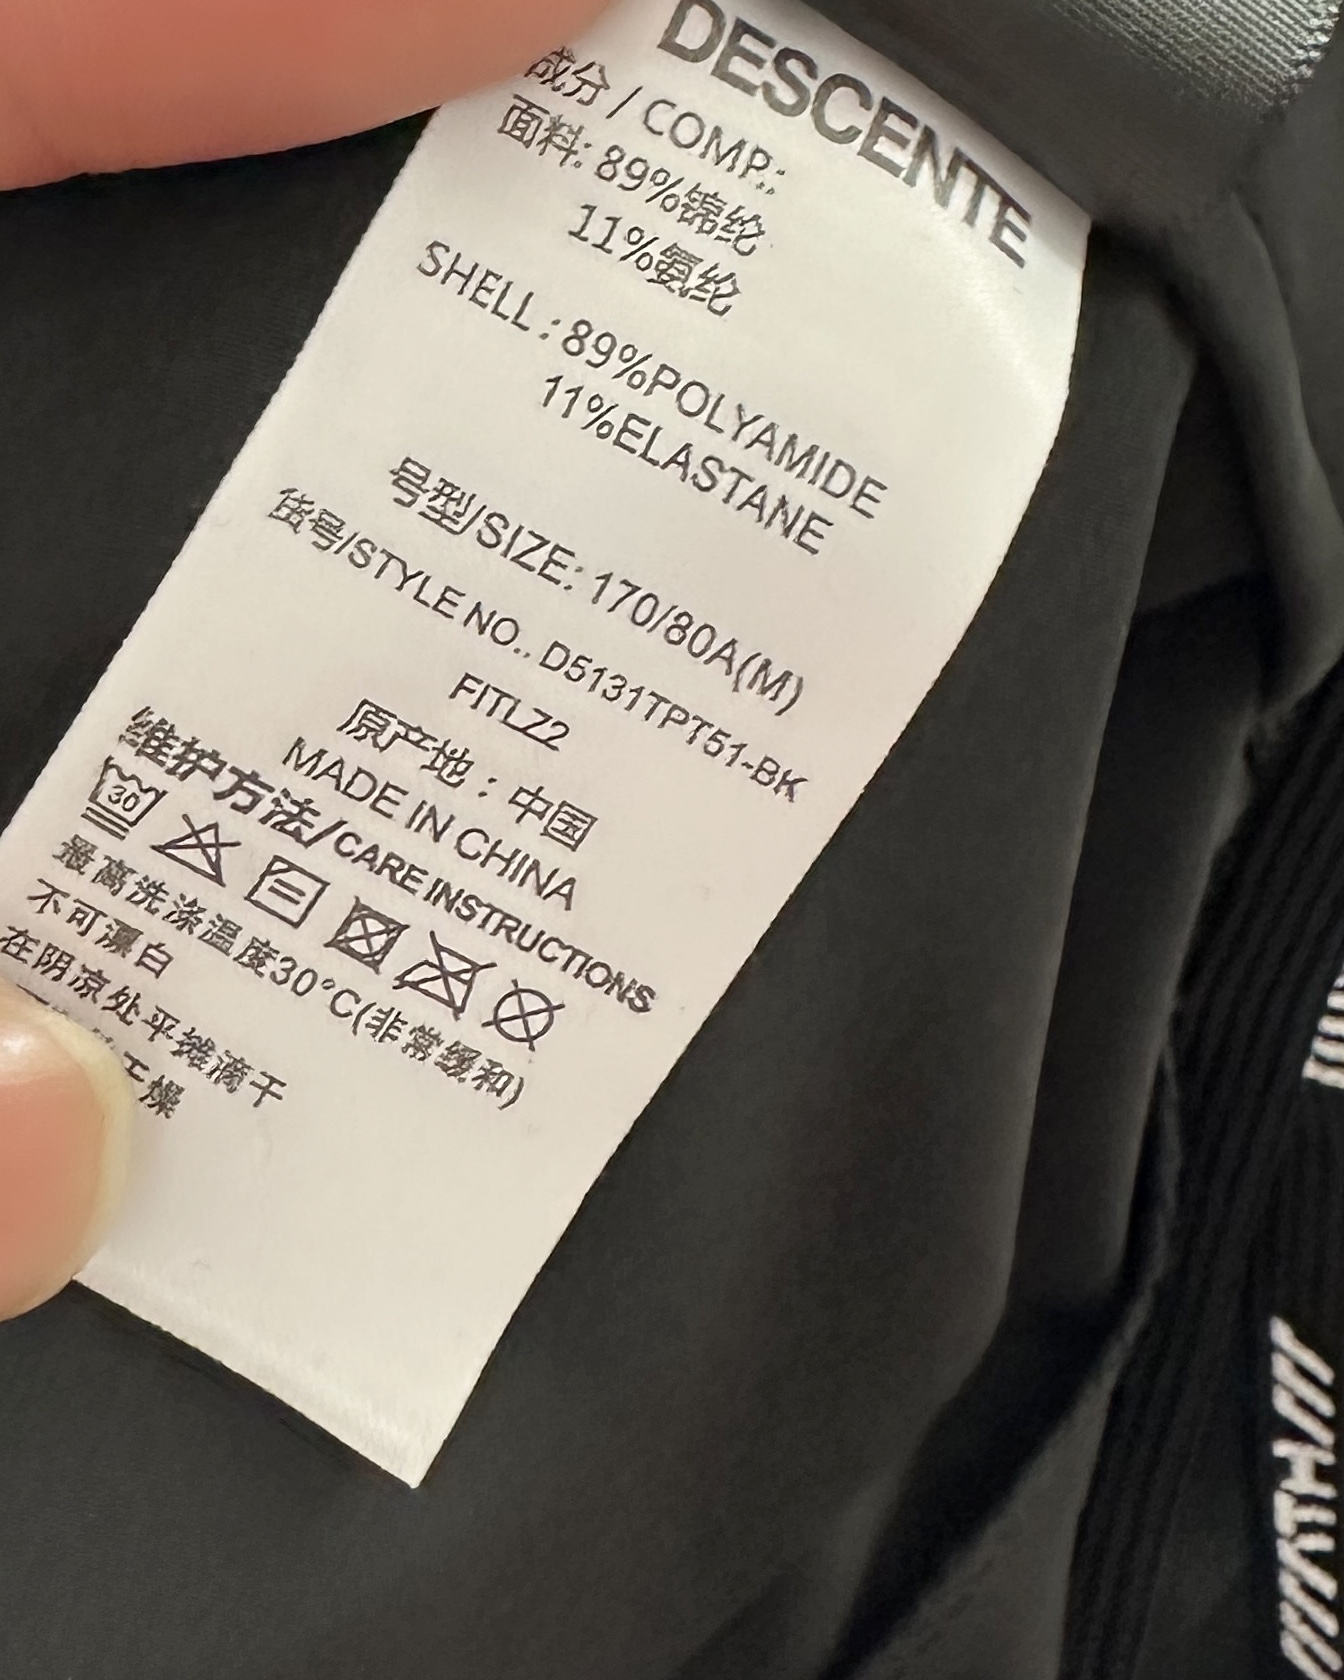 DESCENTE
成分 / COMP.:
面料: 89%锦纶
11%氨纶
SHELL : 89%POLYAMIDE
11%ELASTANE
号型/SIZE: 170/80A(M)
货号/STYLE NO.. D5131TPT51-BK
FITLZ2
原产地：中国
MADE IN CHINA
维护方法/CARE INSTRUCTIONS
30
最高洗涤温度30°C(非常缓和)
不可漂白
在阴凉处平摊滴干
干燥